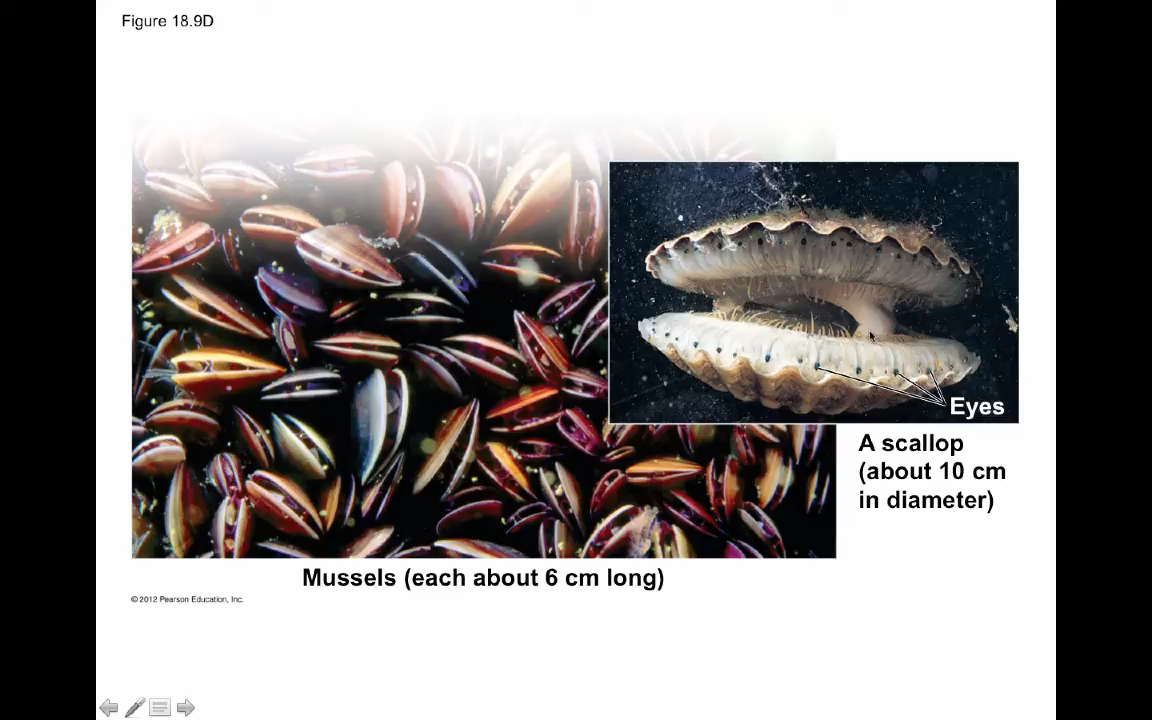 Figure 18.9D
Eyes
A scallop
(about 10 cm
in diameter)
Mussels (each about 6 cm long)
© 2012 Pearson Education, Inc.